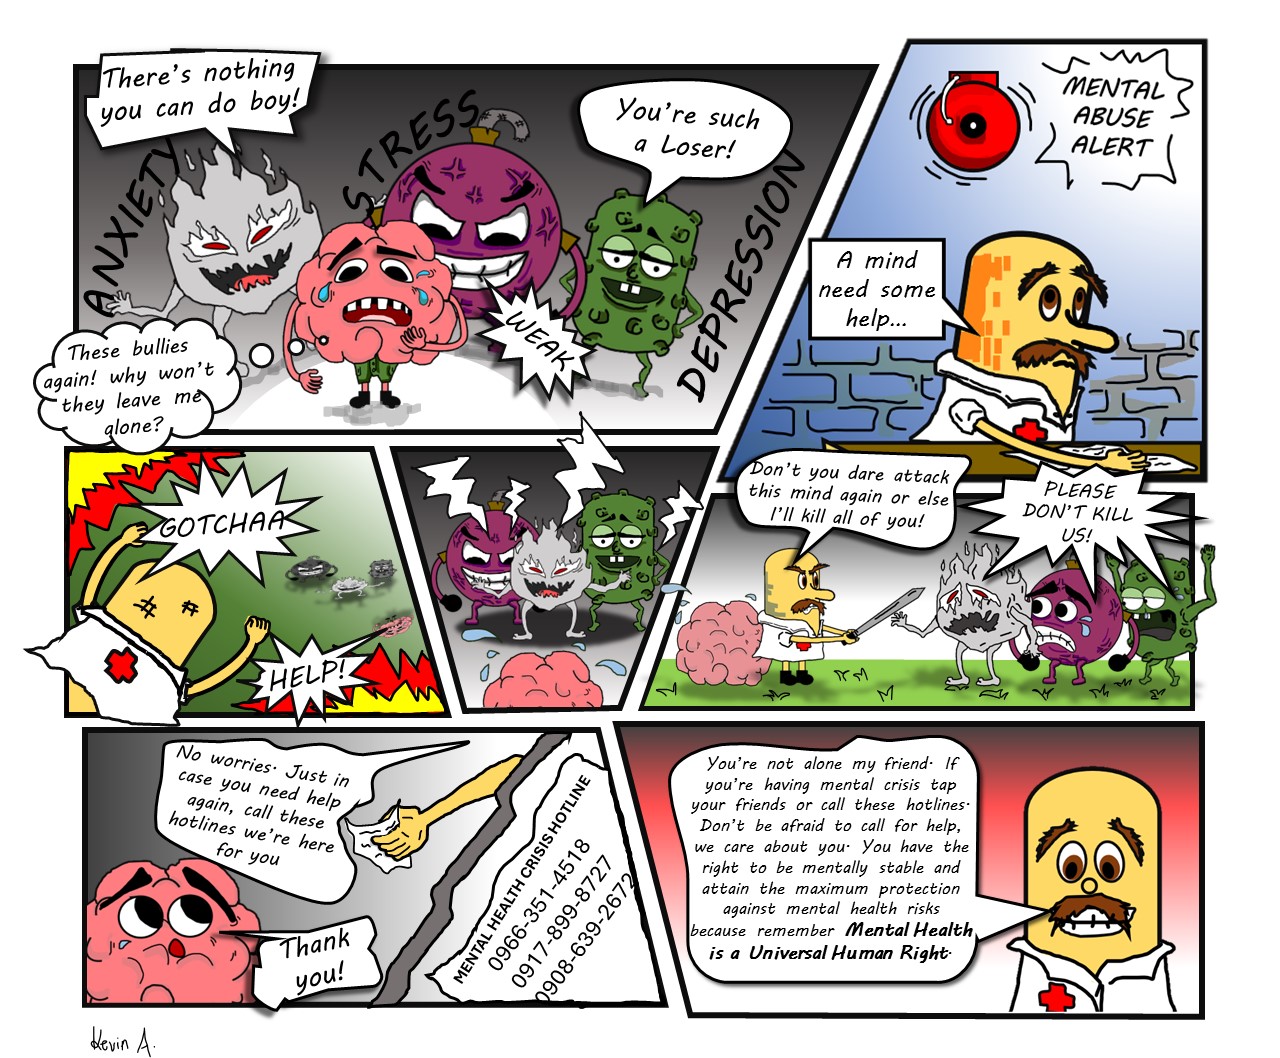 There's nothing
you can do boy!
ANXIETY
STRESS
You're such
a Loser!
DEPRESSION
WEAK
These bullies
again! why won't
they leave me
alone?
MENTAL
ABUSE
ALERT
A mind
need some
help...
GOTCHAA
HELP!
Don't you dare attack
this mind again or else
I'll kill all of you!
PLEASE
DON'T KILL
US!
No worries. Just in
case you need help
again, call these
hotlines we're here
for you
Thank
you!
MENTAL HEALTH CRISIS HOTLINE
0966-351-4518
0917-899-8727
0908-639-2672
You're not alone my friend. If
you're having mental crisis tap
your friends or call these hotlines.
Don't be afraid to call for help,
we care about you. You have the
right to be mentally stable and
attain the maximum protection
against mental health risks
because remember Mental Health
is a Universal Human Right.
Kevin A.